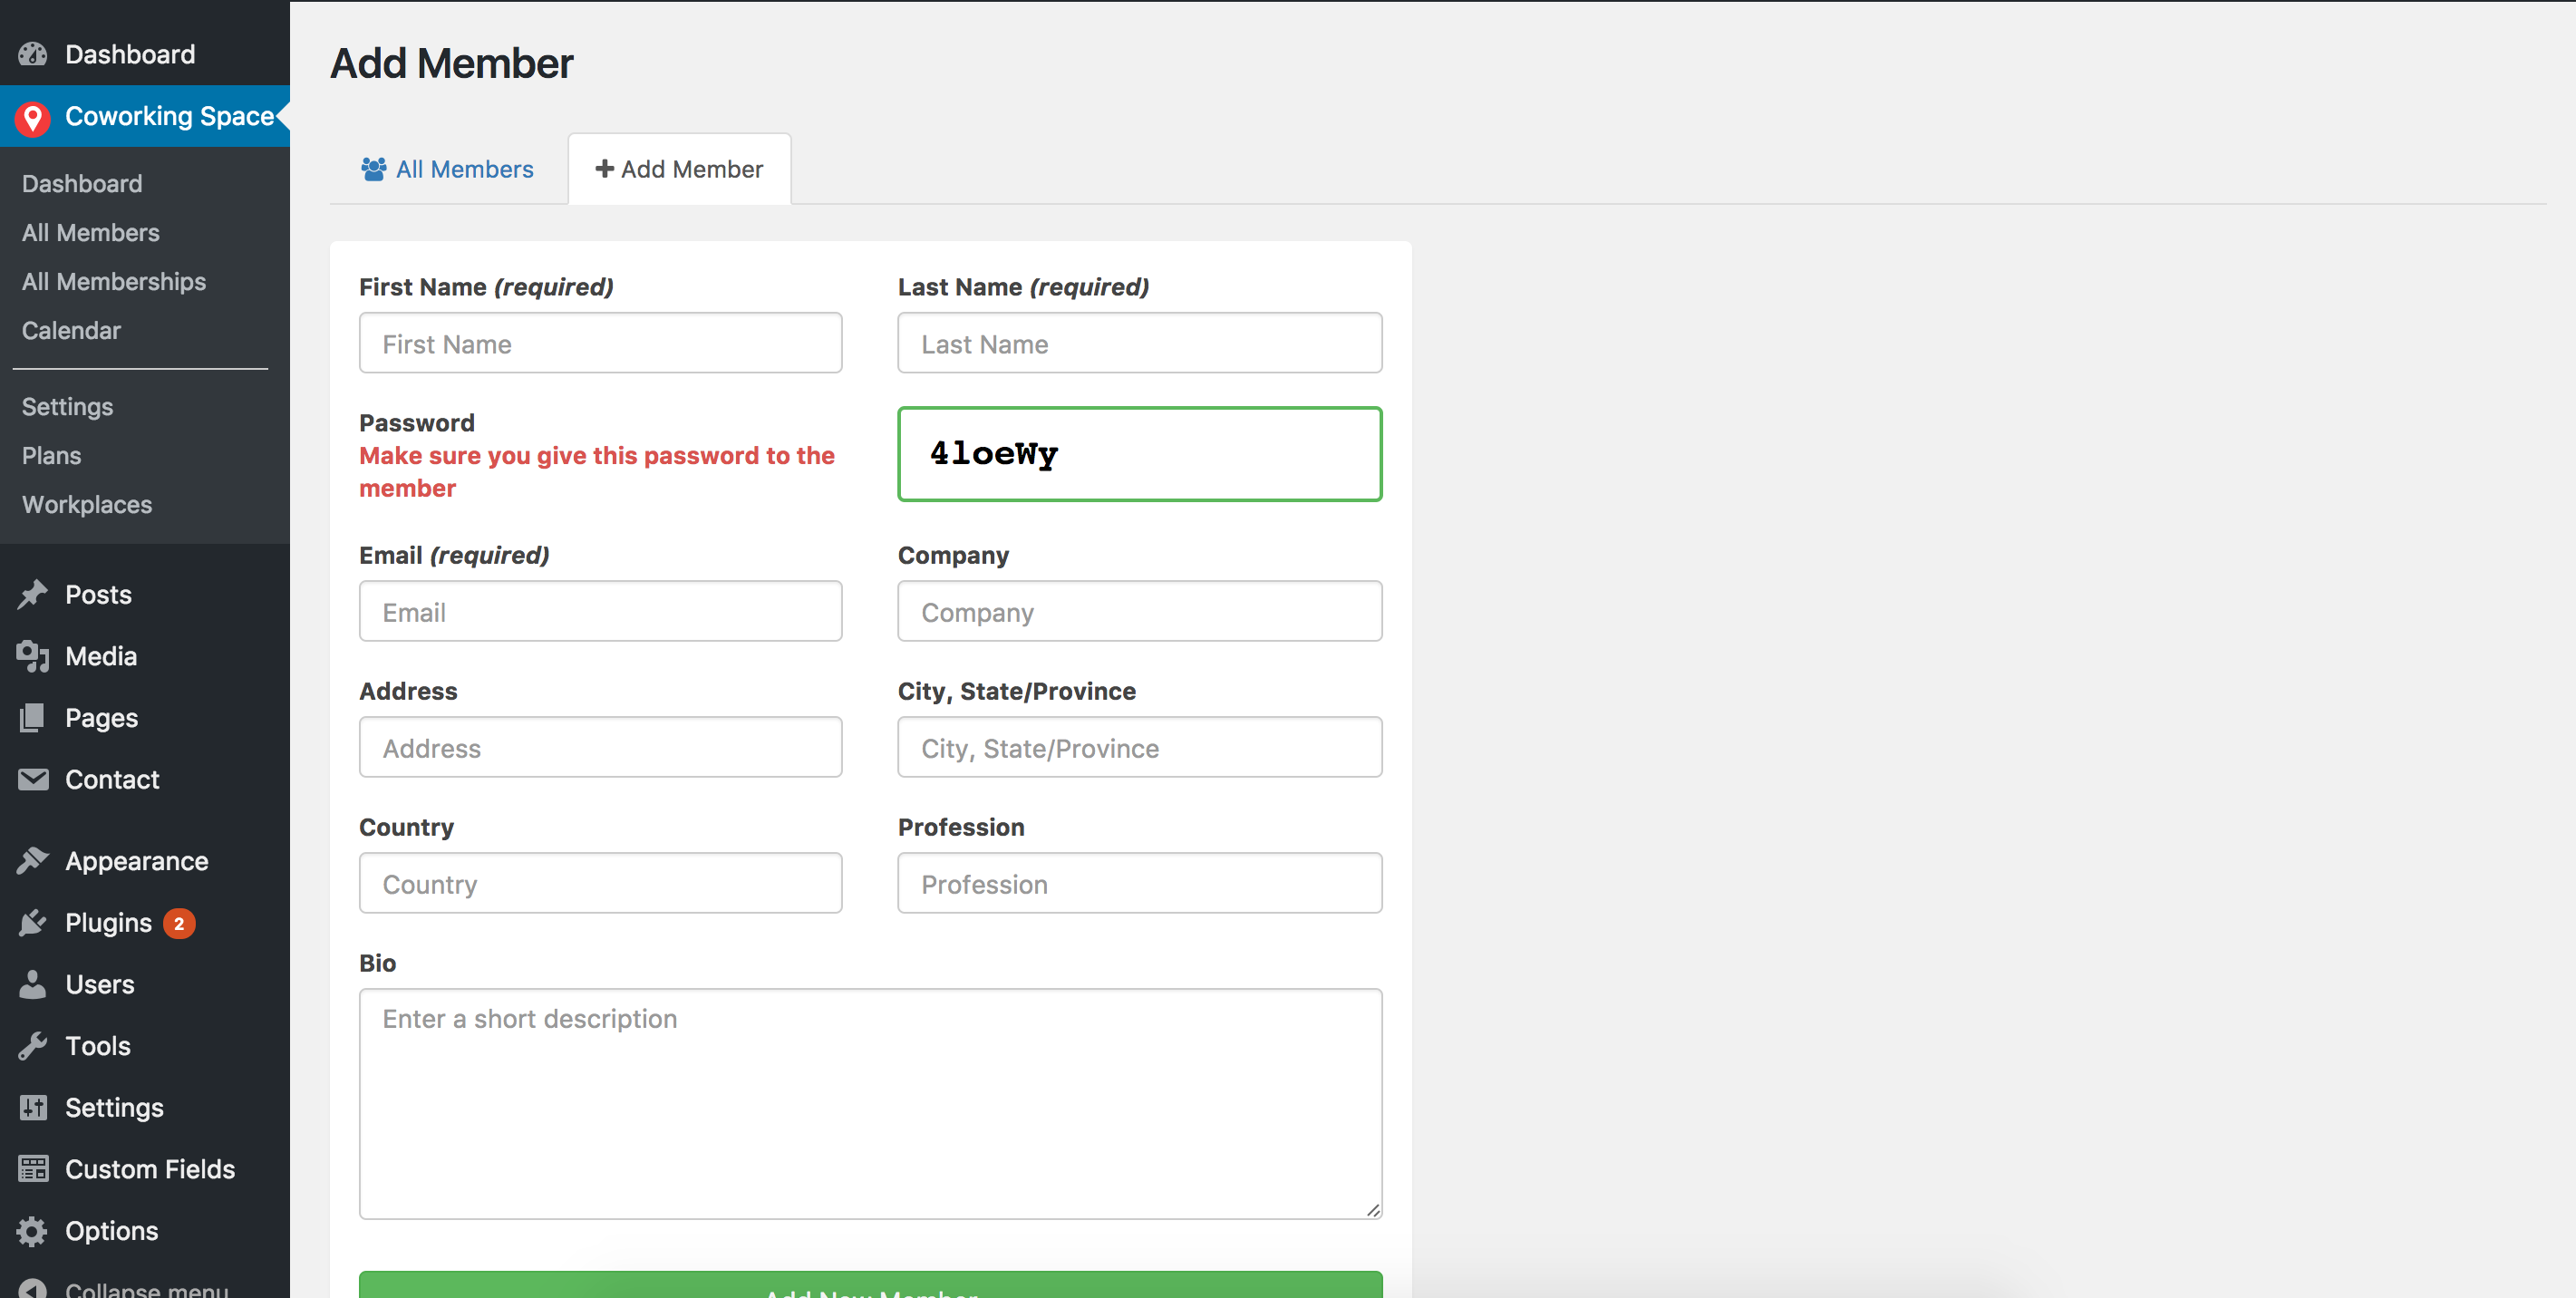 Dashboard
Coworking Space
Dashboard
All Members
All Memberships
Calendar
Settings
Plans
Workplaces
Posts
Media
Pages
Contact
Appearance
Plugins 2
Users
Tools
Settings
Custom Fields
Options
Collapse menu
Add Member
All Members
Add Member
First Name (required)
First Name
Last Name (required)
Last Name
Password
Make sure you give this password to the
member
4loeWy
Email (required)
Email
Company
Company
Address
Address
City, State/Province
City, State/Province
Country
Country
Profession
Profession
Bio
Enter a short description
Add New Member